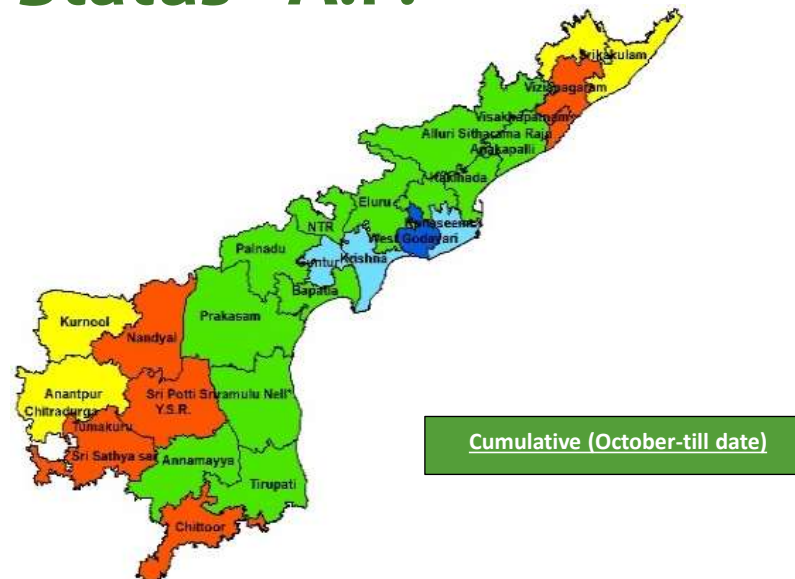 Status A.P.
Srikakulam
Vizianagaram
Visakhapatnam
Alluri Sitharama Raju
Anakapalli
Kakinada
Eluru
Konaseema
NTR
West Godavari
Palnadu
Guntur
Krishna
Bapatla
Kurnool
Prakasam
Nandyal
Anantpur
Sri Potti Sriramulu Nell*
Chitradurga
Y.S.R.
Tumakuru
Sri Sathya sai
Annamayya
Tirupati
Chittoor
Cumulative (October-till date)